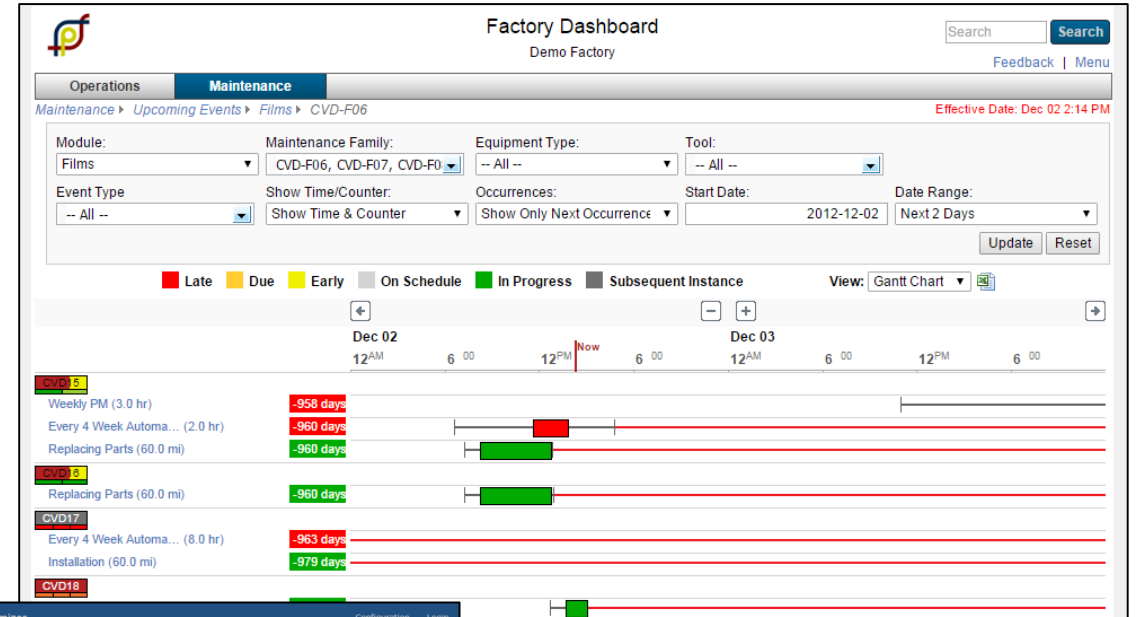 Factory Dashboard
Demo Factory
Search Search
Feedback | Menu
Operations Maintenance
Maintenance Upcoming Events Films CVD-F06
Effective Date: Dec 02 2:14 PM
Module: Maintenance Family: Equipment Type: Tool:
Films CVD-F06, CVD-F07, CVD-F0 -- All -- -- All --
Event Type Show Time/Counter: Occurrences: Start Date: Date Range:
-- All -- Show Time & Counter Show Only Next Occurrence 2012-12-02 Next 2 Days
Update Reset
Late Due Early On Schedule In Progress Subsequent Instance View: Gantt Chart
Dec 02 Dec 03
Now
12AM 6 00 12PM 6 00 12AM 6 00 12PM 6 00
CVD15
Weekly PM (3.0 hr) -958 days
Every 4 Week Automa... (2.0 hr) -960 days
Replacing Parts (60.0 mi) -960 days
CVD16
Replacing Parts (60.0 mi) -960 days
CVD17
Every 4 Week Automa... (8.0 hr) -963 days
Installation (60.0 mi) -979 days
CVD18
Configuration Login